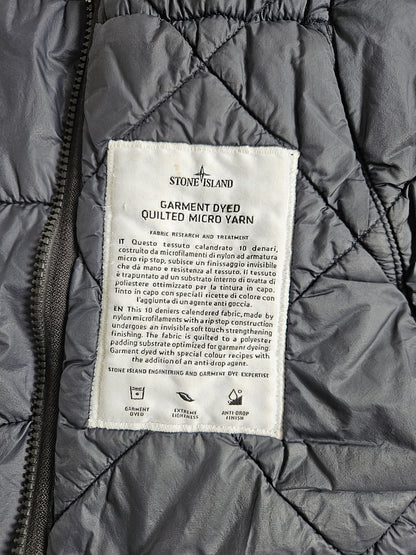 STONE ISLAND
GARMENT DYED
QUILTED MICRO YARN
FABRIC RESEARCH AND TREATMENT
IT Questo tessuto calandrato 10 denari,
costruito da microfilamenti di nylon ad armatura
micro rip stop, subisce un finissaggio invisibile
che dà mano e resistenza al tessuto. Il tessuto
è trapuntato ad un substrato interno di ovatta di
poliestere ottimizzato per la tintura in capo.
Tinto in capo con speciali ricette di colore con
l'aggiunta di un agente anti goccia.
EN This 10 deniers calendered fabric, made by
nylon microfilaments with a rip stop construction
undergoes an invisible soft touch strengthening
finishing. The fabric is quilted to a polyester
padding substrate optimized for garment dyeing.
Garment dyed with special colour recipes with
the addition of an anti-drop agent.
STONE ISLAND ENGINEERING AND GARMENT DYE EXPERTISE
GARMENT
DYED
EXTREME
LIGHTNESS
ANTI DROP
FINISH